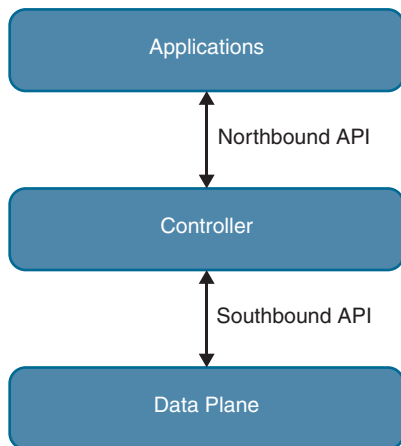 Applications
Northbound API
Controller
Southbound API
Data Plane